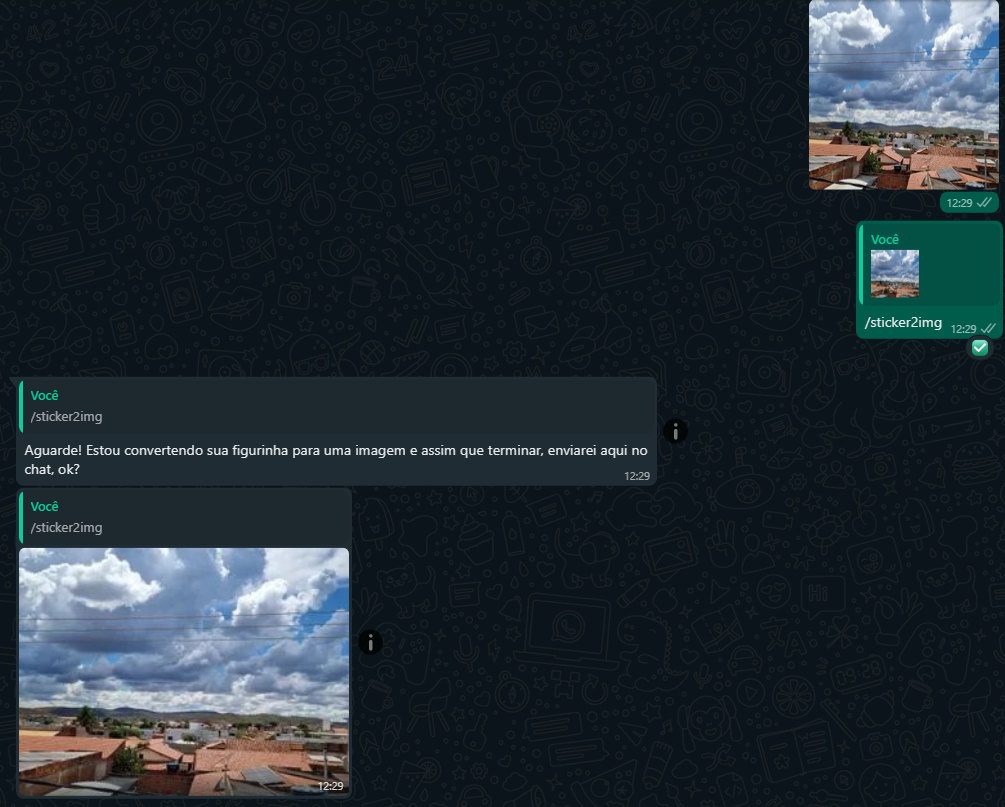 12:29
Você
/sticker2img
12:29
Você
/sticker2img
Aguarde! Estou convertendo sua figurinha para uma imagem e assim que terminar, enviarei aqui no
chat, ok?
12:29
Você
/sticker2img
12:29